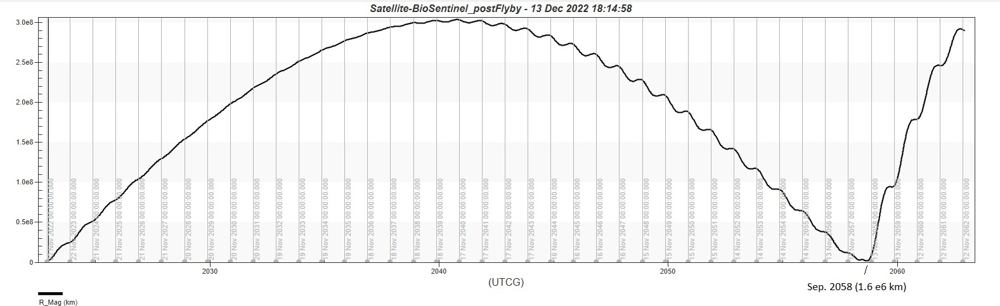 Satellite-BioSentinel_postFlyby - 13 Dec 2022 18:14:58
3.0e8
2.5e8
2.0e8
1.5e8
1.0e8
0.5e8
0
22 Nov 2022 00:00:00.000
22 Nov 2023 00:00:00.000
21 Nov 2024 00:00:00.000
21 Nov 2025 00:00:00.000
21 Nov 2026 00:00:00.000
21 Nov 2027 00:00:00.000
20 Nov 2028 00:00:00.000
20 Nov 2029 00:00:00.000
20 Nov 2030 00:00:00.000
20 Nov 2031 00:00:00.000
19 Nov 2032 00:00:00.000
19 Nov 2033 00:00:00.000
19 Nov 2034 00:00:00.000
19 Nov 2035 00:00:00.000
18 Nov 2036 00:00:00.000
18 Nov 2037 00:00:00.000
18 Nov 2038 00:00:00.000
18 Nov 2039 00:00:00.000
17 Nov 2040 00:00:00.000
17 Nov 2041 00:00:00.000
17 Nov 2042 00:00:00.000
17 Nov 2043 00:00:00.000
16 Nov 2044 00:00:00.000
16 Nov 2045 00:00:00.000
16 Nov 2046 00:00:00.000
16 Nov 2047 00:00:00.000
15 Nov 2048 00:00:00.000
15 Nov 2049 00:00:00.000
15 Nov 2050 00:00:00.000
15 Nov 2051 00:00:00.000
14 Nov 2052 00:00:00.000
14 Nov 2053 00:00:00.000
14 Nov 2054 00:00:00.000
14 Nov 2055 00:00:00.000
13 Nov 2056 00:00:00.000
13 Nov 2057 00:00:00.000
13 Nov 2058 00:00:00.000
13 Nov 2059 00:00:00.000
12 Nov 2060 00:00:00.000
12 Nov 2061 00:00:00.000
12 Nov 2062 00:00:00.000
2030
2040
2050
2060
(UTCG)
Sep. 2058 (1.6 e6 km)
R_Mag (km)